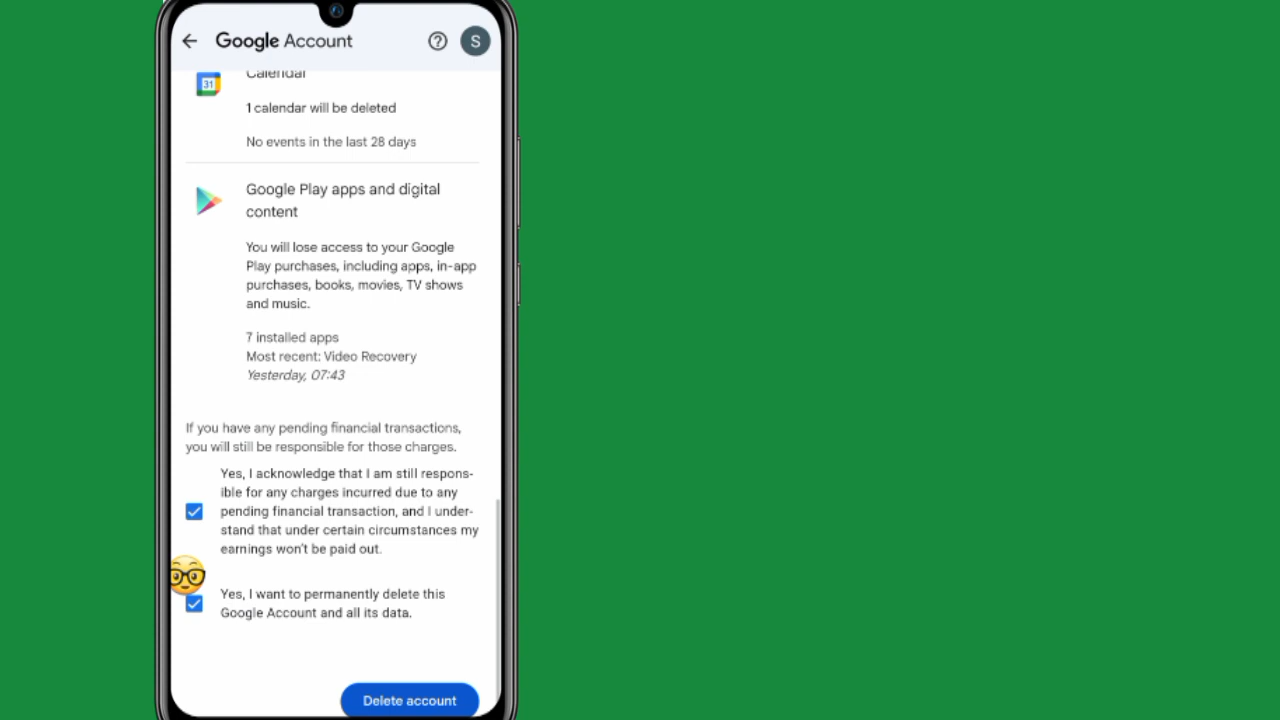 Google Account
S
Calendar
31
1 calendar will be deleted
No events in the last 28 days
Google Play apps and digital
content
You will lose access to your Google
Play purchases, including apps, in-app
purchases, books, movies, TV shows
and music.
7 installed apps
Most recent: Video Recovery
Yesterday, 07:43
If you have any pending financial transactions,
you will still be responsible for those charges.
Yes, I acknowledge that I am still respons-
ible for any charges incurred due to any
pending financial transaction, and I under-
stand that under certain circumstances my
earnings won't be paid out.
Yes, I want to permanently delete this
Google Account and all its data.
Delete account